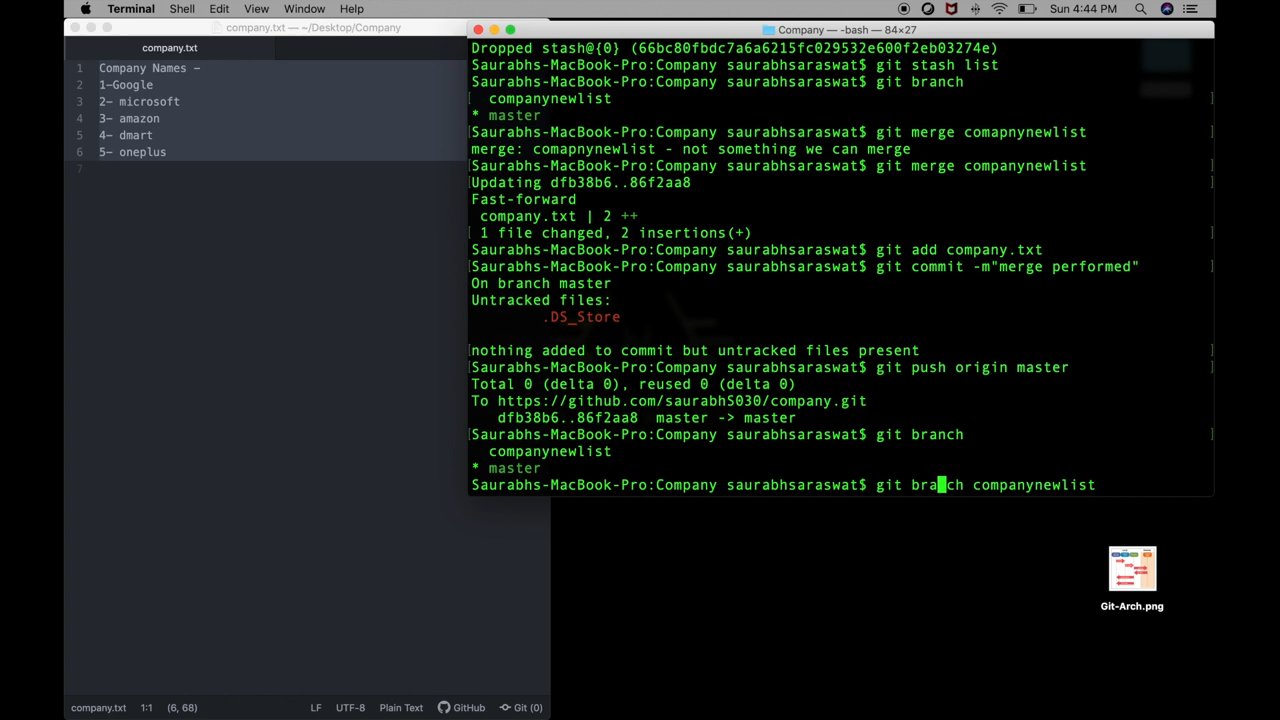 Terminal Shell Edit View Window Help Sun 4:44 PM
company.txt — ~/Desktop/Company
company.txt
1 Company Names -
2 1-Google
3 2- microsoft
4 3- amazon
5 4- dmart
6 5- oneplus
7
Company — -bash — 84×27
Dropped stash@{0} (66bc80fbdc7a6a6215fc029532e600f2eb03274e)
Saurabhs-MacBook-Pro:Company saurabhsaraswat$ git stash list
Saurabhs-MacBook-Pro:Company saurabhsaraswat$ git branch
companynewlist
* master
Saurabhs-MacBook-Pro:Company saurabhsaraswat$ git merge comapnynewlist
merge: comapnynewlist - not something we can merge
Saurabhs-MacBook-Pro:Company saurabhsaraswat$ git merge companynewlist
Updating dfb38b6..86f2aa8
Fast-forward
company.txt | 2 ++
1 file changed, 2 insertions(+)
Saurabhs-MacBook-Pro:Company saurabhsaraswat$ git add company.txt
Saurabhs-MacBook-Pro:Company saurabhsaraswat$ git commit -m"merge performed"
On branch master
Untracked files:
.DS_Store
nothing added to commit but untracked files present
Saurabhs-MacBook-Pro:Company saurabhsaraswat$ git push origin master
Total 0 (delta 0), reused 0 (delta 0)
To https://github.com/saurabh5030/company.git
dfb38b6..86f2aa8 master -> master
Saurabhs-MacBook-Pro:Company saurabhsaraswat$ git branch
companynewlist
* master
Saurabhs-MacBook-Pro:Company saurabhsaraswat$ git branch companynewlist
Git-Arch.png
company.txt 1:1 (6, 68) LF UTF-8 Plain Text GitHub Git (0)